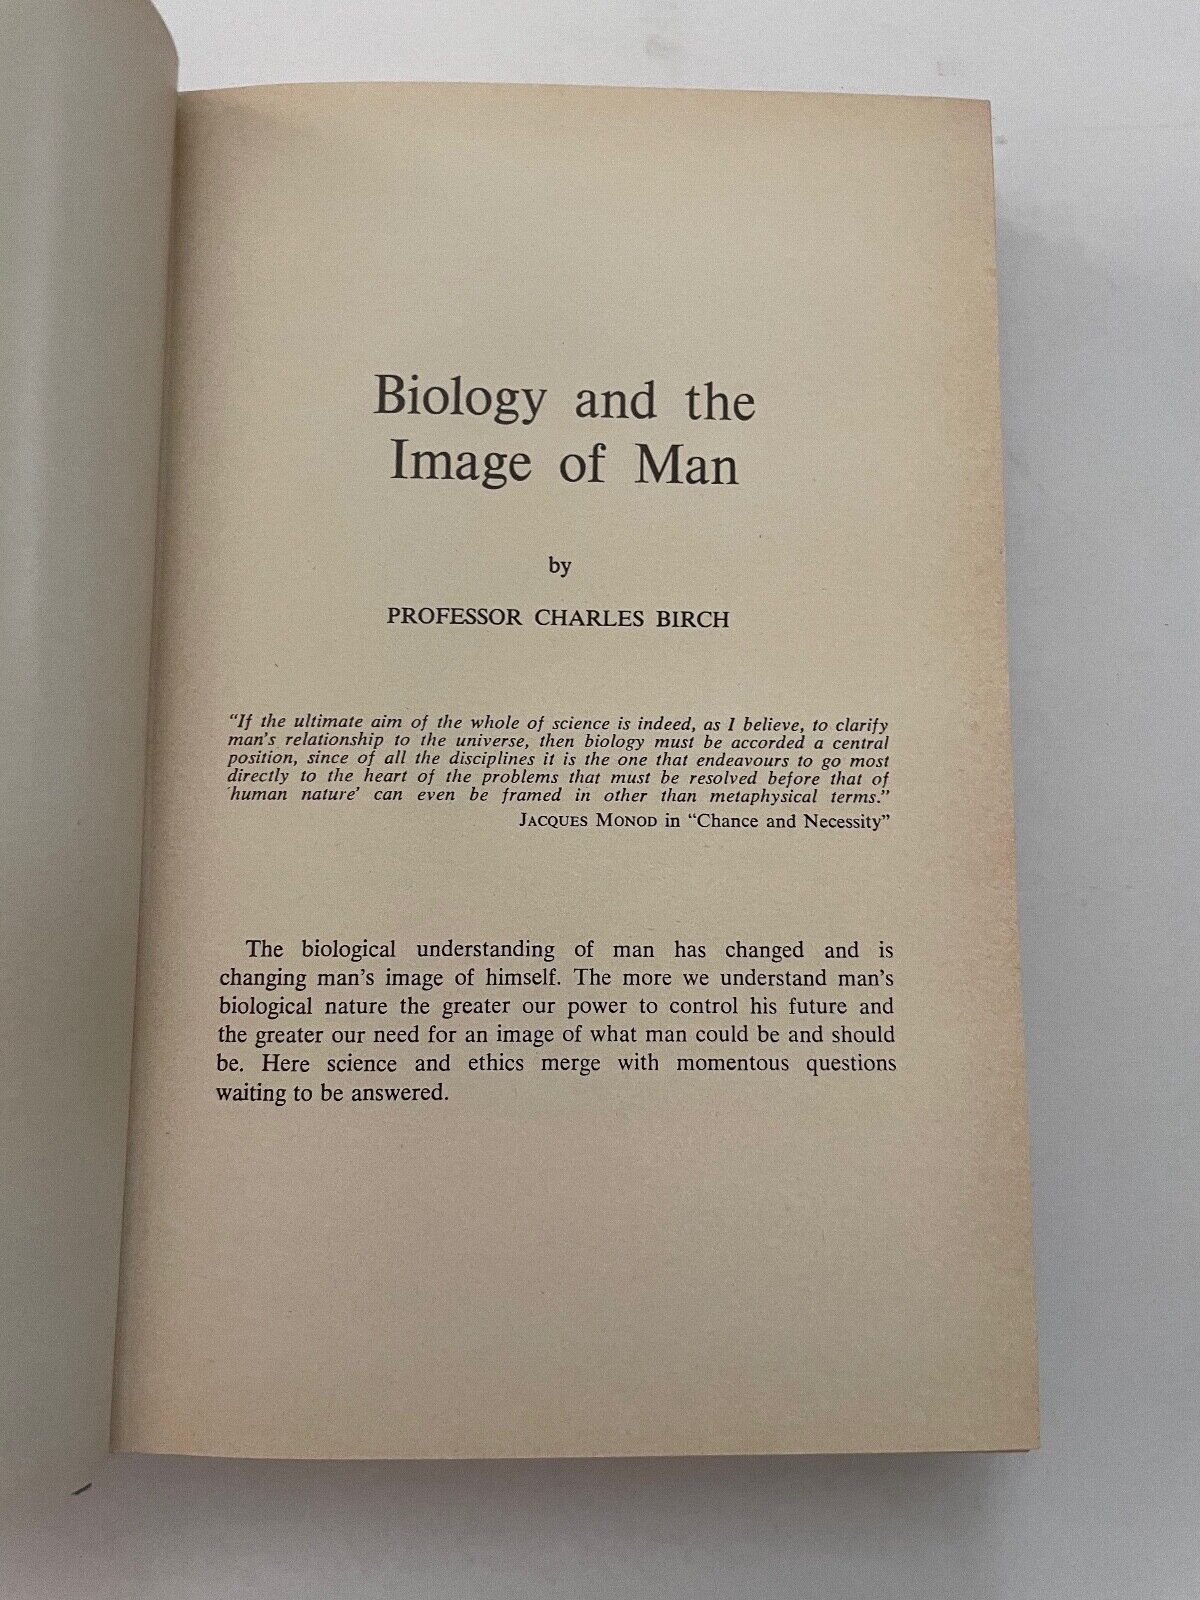 Biology and the
Image of Man
by
PROFESSOR CHARLES BIRCH
“If the ultimate aim of the whole of science is indeed, as I believe, to clarify
man's relationship to the universe, then biology must be accorded a central
position, since of all the disciplines it is the one that endeavours to go most
directly to the heart of the problems that must be resolved before that of
‘human nature’ can even be framed in other than metaphysical terms.”
JACQUES MONOD in “Chance and Necessity”
The biological understanding of man has changed and is
changing man's image of himself. The more we understand man's
biological nature the greater our power to control his future and
the greater our need for an image of what man could be and should
be. Here science and ethics merge with momentous questions
waiting to be answered.